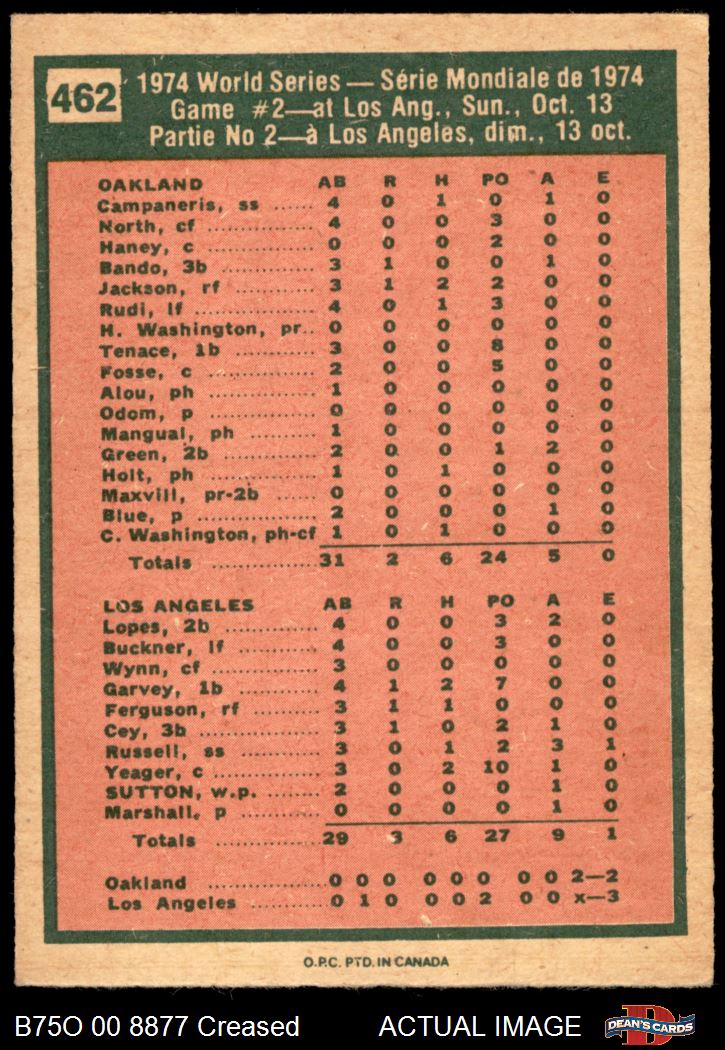 462
1974 World Series — Série Mondiale de 1974
Game #2—at Los Ang., Sun., Oct. 13
Partie No 2—à Los Angeles, dim., 13 oct.
OAKLAND AB R H PO A E
Campaneris, ss ...... 4 0 1 0 1 0
North, cf ............... 4 0 0 3 0 0
Haney, c ............... 0 0 0 2 0 0
Bando, 3b ............. 3 1 0 0 1 0
Jackson, rf ............ 3 1 2 2 0 0
Rudi, lf .................. 4 0 1 3 0 0
H. Washington, pr.. 0 0 0 0 0 0
Tenace, 1b ............ 3 0 0 8 0 0
Fosse, c ............... 2 0 0 5 0 0
Alou, ph ................ 1 0 0 0 0 0
Odom, p ............... 0 0 0 0 0 0
Mangual, ph .......... 1 0 0 0 0 0
Green, 2b .............. 2 0 0 1 2 0
Holt, ph ................. 1 0 1 0 0 0
Maxvill, pr-2b ...... 0 0 0 0 0 0
Blue, p .................. 2 0 0 0 1 0
C. Washington, ph-cf 1 0 1 0 0 0
Totals ................ 31 2 6 24 5 0
LOS ANGELES AB R H PO A E
Lopes, 2b .............. 4 0 0 3 2 0
Buckner, lf ............ 4 0 0 3 0 0
Wynn, cf ............... 3 0 0 0 0 0
Garvey, 1b ............ 4 1 2 7 0 0
Ferguson, rf .......... 3 1 1 0 0 0
Cey, 3b ................. 3 1 0 2 1 0
Russell, ss ............ 3 0 1 2 3 1
Yeager, c .............. 3 0 2 10 1 0
SUTTON, w.p. ........ 2 0 0 0 1 0
Marshall, p ........... 0 0 0 0 1 0
Totals ................ 29 3 6 27 9 1
Oakland ............... 0 0 0 0 0 0 0 0 2—2
Los Angeles .......... 0 1 0 0 0 2 0 0 x—3
O.P.C. PTD. IN CANADA
B75O 00 8877 Creased ACTUAL IMAGE
DEAN'S CARDS